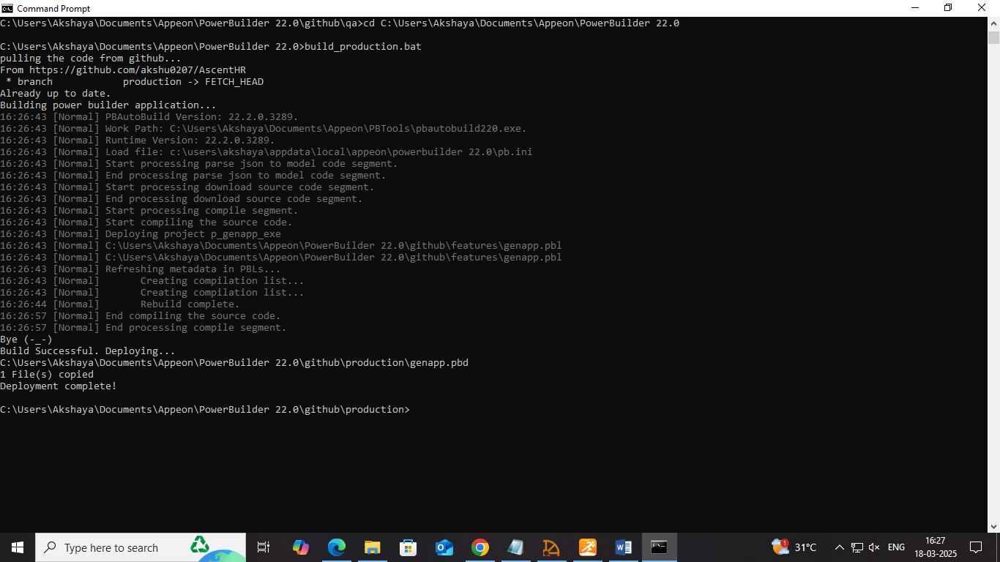 Command Prompt
C:\Users\Akshaya\Documents\Appeon\PowerBuilder 22.0\github\qa>cd C:\Users\Akshaya\Documents\Appeon\PowerBuilder 22.0
C:\Users\Akshaya\Documents\Appeon\PowerBuilder 22.0>build_production.bat
pulling the code from github...
From https://github.com/akshu0207/AscentHR
 * branch            production -> FETCH_HEAD
Already up to date.
Building power builder application...
16:26:43 [Normal] PBAutoBuild Version: 22.2.0.3289.
16:26:43 [Normal] Work Path: C:\Users\Akshaya\Documents\Appeon\PBTools\pbautobuild220.exe.
16:26:43 [Normal] Runtime Version: 22.2.0.3289.
16:26:43 [Normal] Load file: c:\users\akshaya\appdata\local\appeon\powerbuilder 22.0\pb.ini
16:26:43 [Normal] Start processing parse json to model code segment.
16:26:43 [Normal] End processing parse json to model code segment.
16:26:43 [Normal] Start processing download source code segment.
16:26:43 [Normal] End processing download source code segment.
16:26:43 [Normal] Start processing compile segment.
16:26:43 [Normal] Start compiling the source code.
16:26:43 [Normal] Deploying project p_genapp_exe
16:26:43 [Normal] C:\Users\Akshaya\Documents\Appeon\PowerBuilder 22.0\github\features\genapp.pbl
16:26:43 [Normal] C:\Users\Akshaya\Documents\Appeon\PowerBuilder 22.0\github\features\genapp.pbl
16:26:43 [Normal] Refreshing metadata in PBLs...
16:26:43 [Normal]       Creating compilation list...
16:26:43 [Normal]       Creating compilation list...
16:26:44 [Normal]       Rebuild complete.
16:26:57 [Normal] End compiling the source code.
16:26:57 [Normal] End processing compile segment.
Bye (-_-)
Build Successful. Deploying...
C:\Users\Akshaya\Documents\Appeon\PowerBuilder 22.0\github\production\genapp.pbd
1 File(s) copied
Deployment complete!
C:\Users\Akshaya\Documents\Appeon\PowerBuilder 22.0\github\production>
Type here to search
1
31°C
ENG
16:27
18-03-2025